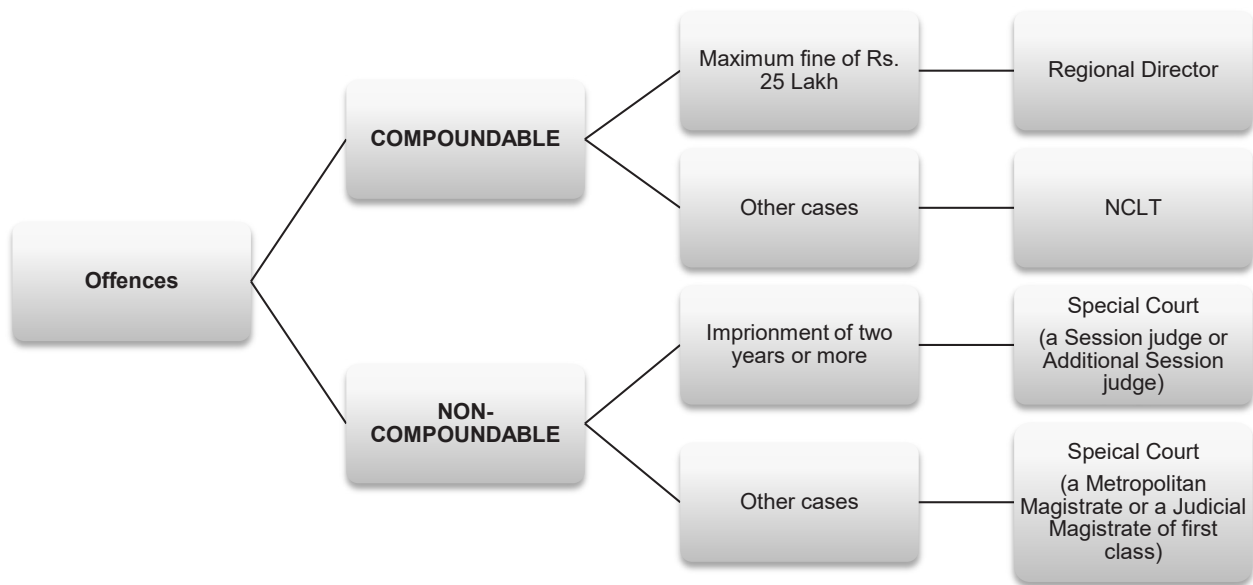 Offences
COMPOUNDABLE
Maximum fine of Rs.
25 Lakh
Regional Director
Other cases
NCLT
NON-
COMPOUNDABLE
Imprionment of two
years or more
Special Court
(a Session judge or
Additional Session
judge)
Other cases
Speical Court
(a Metropolitan
Magistrate or a Judicial
Magistrate of first
class)